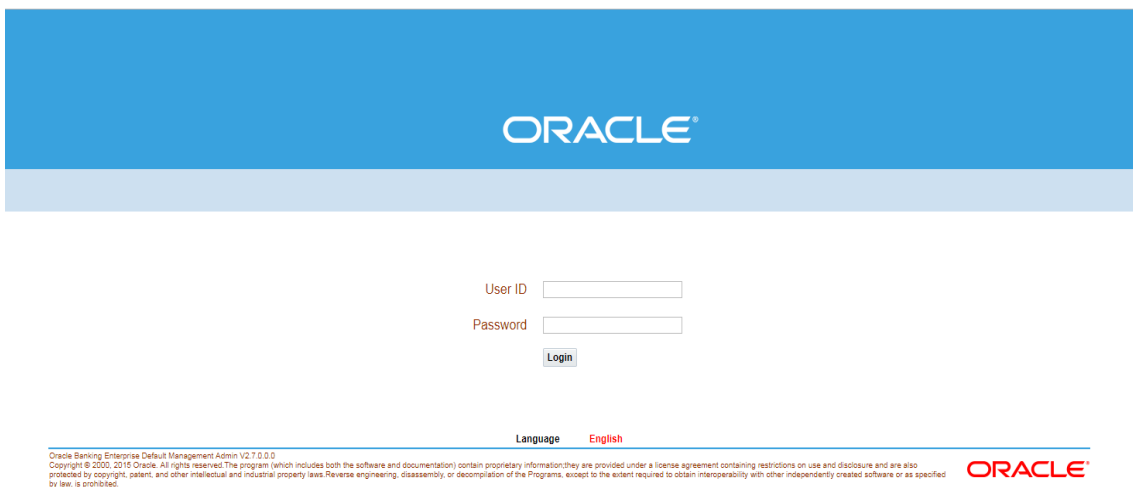 ORACLE®
User ID
Password
Login
Language English
Oracle Banking Enterprise Default Management Admin V2.7.0.0.0
Copyright © 2000, 2015 Oracle. All rights reserved.The program (which includes both the software and documentation) contain proprietary information;they are provided under a license agreement containing restrictions on use and disclosure and are also
protected by copyright, patent, and other intellectual and industrial property laws.Reverse engineering, disassembly, or decompilation of the Programs, except to the extent required to obtain interoperability with other independently created software or as specified
by law, is prohibited.
ORACLE®